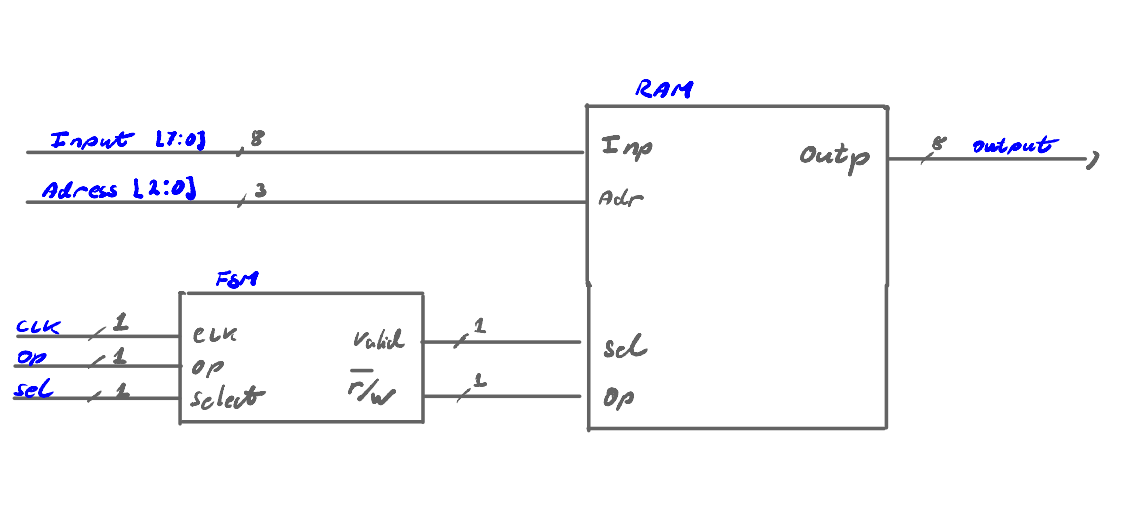 RAM
Input [7:0] 8
Inp
Outp
8 output
Adress [2:0] 3
Adr
FSM
CLK 1
CLK
Valid
1
sel
Op 1
op
r/w
1
Op
sel 1
select